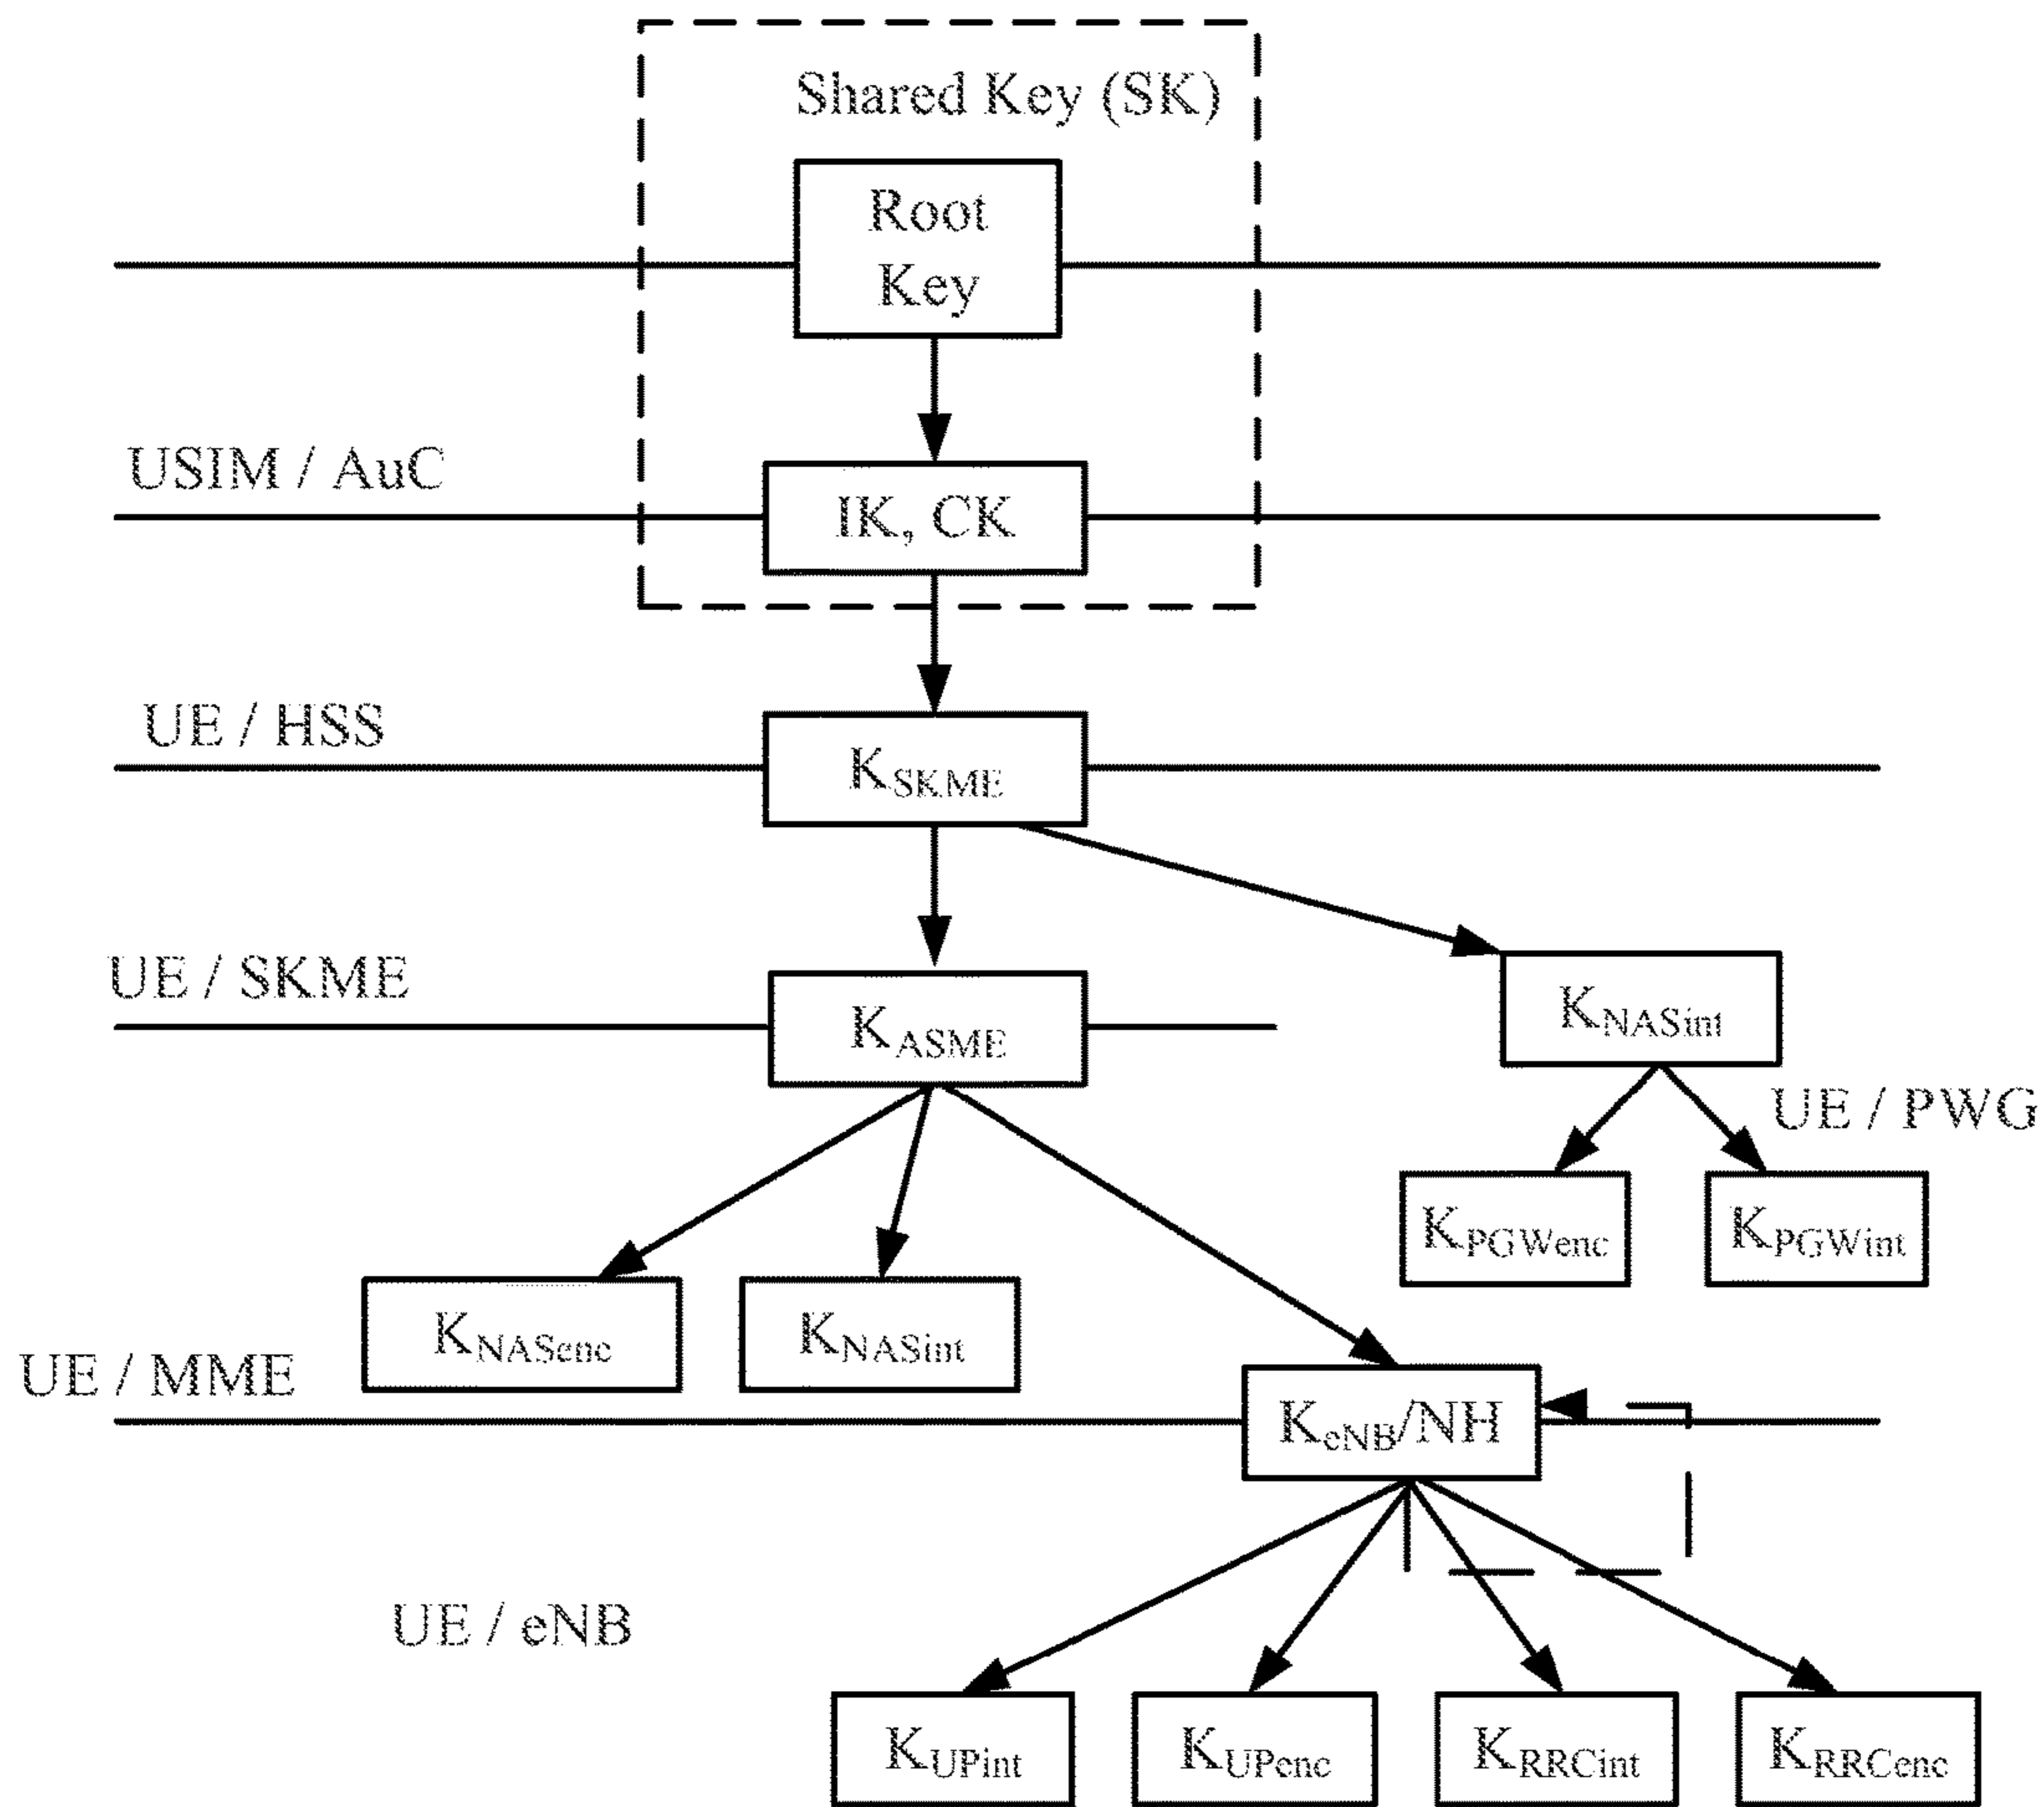 Shared Key (SK)
Root
Key
USIM / AuC
IK, CK
UE / HSS
KSKME
UE / SKME
KASME
KNASint
UE / PWG
KPGWenc
KPGWint
KNASenc
KNASint
UE / MME
KeNB/NH
UE / eNB
KUPint
KUPenc
KRRCint
KRRCenc